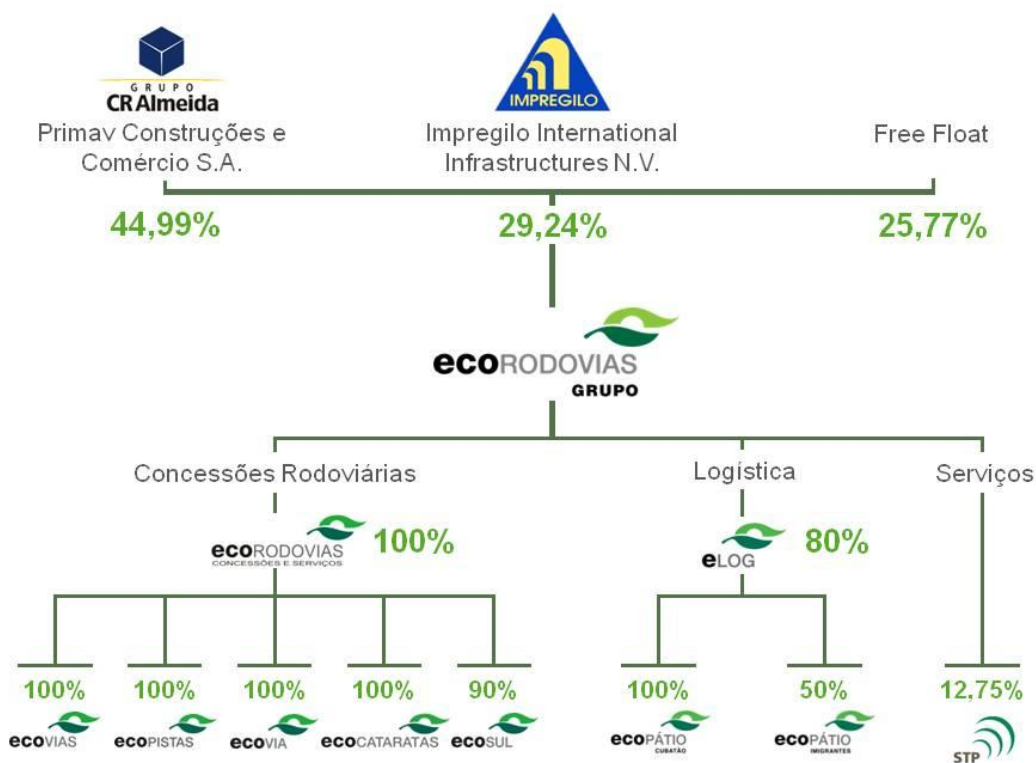 GRUPO
CR Almeida
IMPREGILO
Primav Construções e
Comércio S.A.
Impregilo International
Infrastructures N.V.
Free Float
44,99%
29,24%
25,77%
ecoRODOVIAS
GRUPO
Concessões Rodoviárias
Logística
Serviços
ecoRODOVIAS
CONCESSÕES E SERVIÇOS
100%
eLOG
80%
100%
100%
100%
100%
90%
100%
50%
12,75%
ecoVIAS
ecoPISTAS
ecoVIA
ecoCATARATAS
ecoSUL
ecoPÁTIO
CUBATÃO
ecoPÁTIO
IMIGRANTES
STP